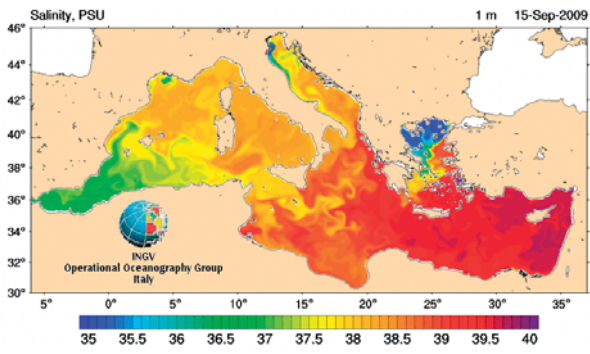 Salinity, PSU 1 m 15-Sep-2009
46°
44°
42°
40°
38°
36°
34°
32°
30°
INGV
Operational Oceanography Group
Italy
5° 0° 5° 10° 15° 20° 25° 30° 35°
35 35.5 36 36.5 37 37.5 38 38.5 39 39.5 40